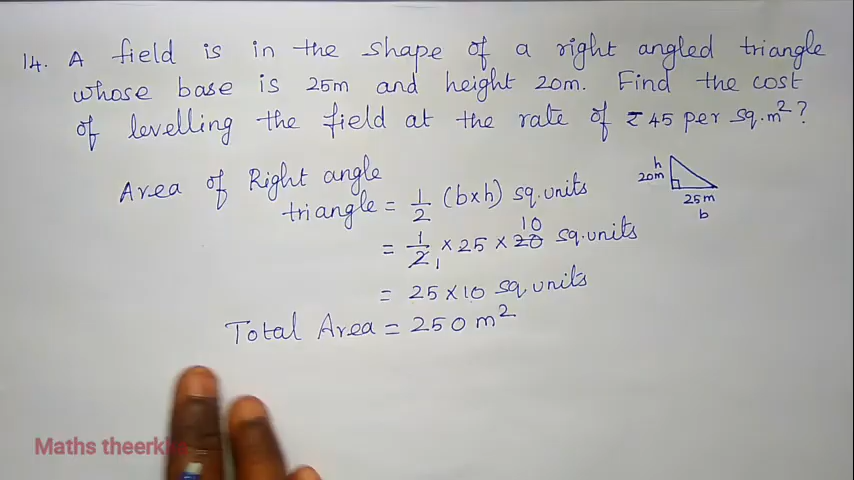 14. A field is in the shape of a right angled triangle
whose base is 25m and height 20m. Find the cost
of levelling the field at the rate of ₹ 45 per sq.m²?
Area of Right angle
triangle = 1/2 (b×h) sq.units
h
20m
25m
b
= 1/2 × 25 × 20 sq.units
10
1
= 25 × 10 sq.units
Total Area = 250 m²
Maths